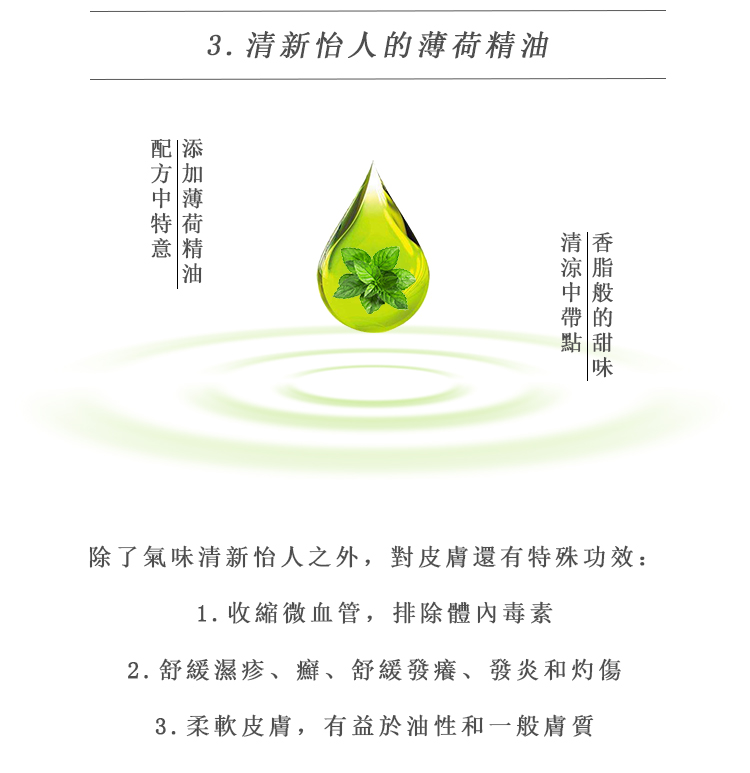 3. 清新怡人的薄荷精油
配方中特意
添加薄荷精油
清涼中帶點
香脂般的甜味
除了氣味清新怡人之外，對皮膚還有特殊功效：
1. 收縮微血管，排除體內毒素
2. 舒緩濕疹、癬、舒緩發癢、發炎和灼傷
3. 柔軟皮膚，有益於油性和一般膚質